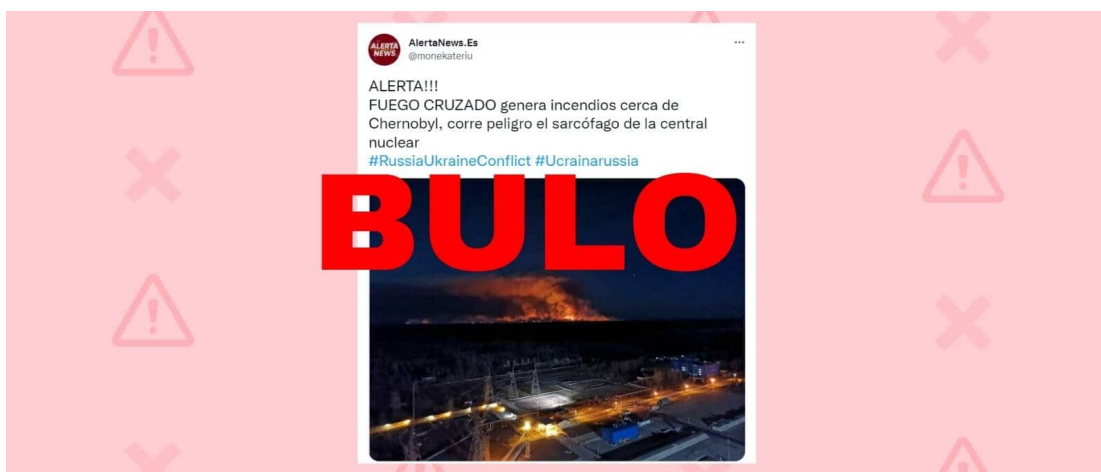 ALERTA NEWS
AlertaNews.Es
@monekateriu
ALERTA!!!
FUEGO CRUZADO genera incendios cerca de
Chernobyl, corre peligro el sarcófago de la central
nuclear
#RussiaUkraineConflict #Ucrainarussia
BULO